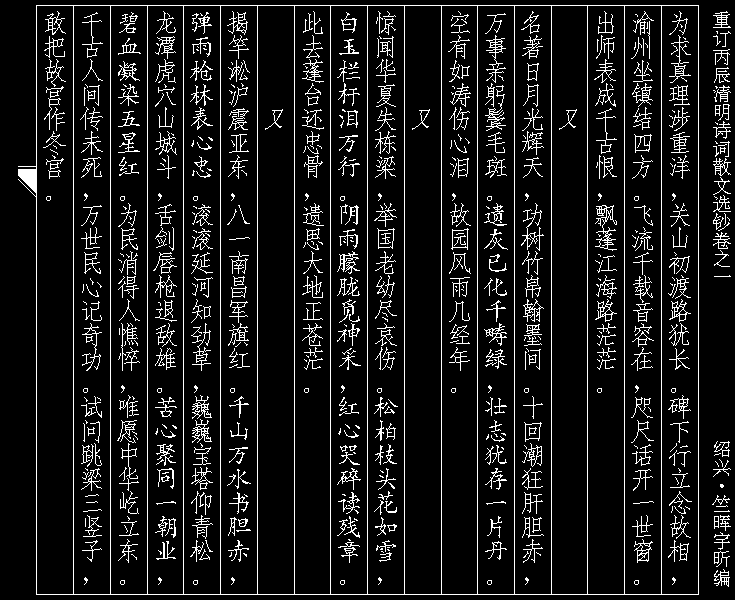 重订丙辰清明诗词散文选钞卷之一
绍兴·竺晖宇昕编
为求真理涉重洋，关山初渡路犹长。碑下行立念故相，
渝州坐镇结四方。飞流千载音容在，咫尺话开一世窗。
出师表成千古恨，飘蓬江海路茫茫。
又
名著日月光辉天，功树竹帛翰墨间。十回潮狂肝胆赤，
万事亲躬鬓毛斑。遗灰已化千畴绿，壮志犹存一片丹。
空有如涛伤心泪，故园风雨几经年。
又
惊闻华夏失栋梁，举国老幼尽哀伤。松柏枝头花如雪，
白玉栏杆泪万行。阴雨朦胧觅神采，红心哭碎读残章。
此去蓬台还忠骨，遗思大地正苍茫。
又
揭竿淞沪震亚东，八一南昌军旗红。千山万水书胆赤，
弹雨枪林表心忠。滚滚延河知劲草，巍巍宝塔仰青松。
龙潭虎穴山城斗，舌剑唇枪退敌雄。苦心聚同一朝业，
碧血凝染五星红。为民消得人憔悴，唯愿中华屹立东。
千古人间传未死，万世民心记奇功。试问跳梁三竖子，
敢把故宫作冬宫。